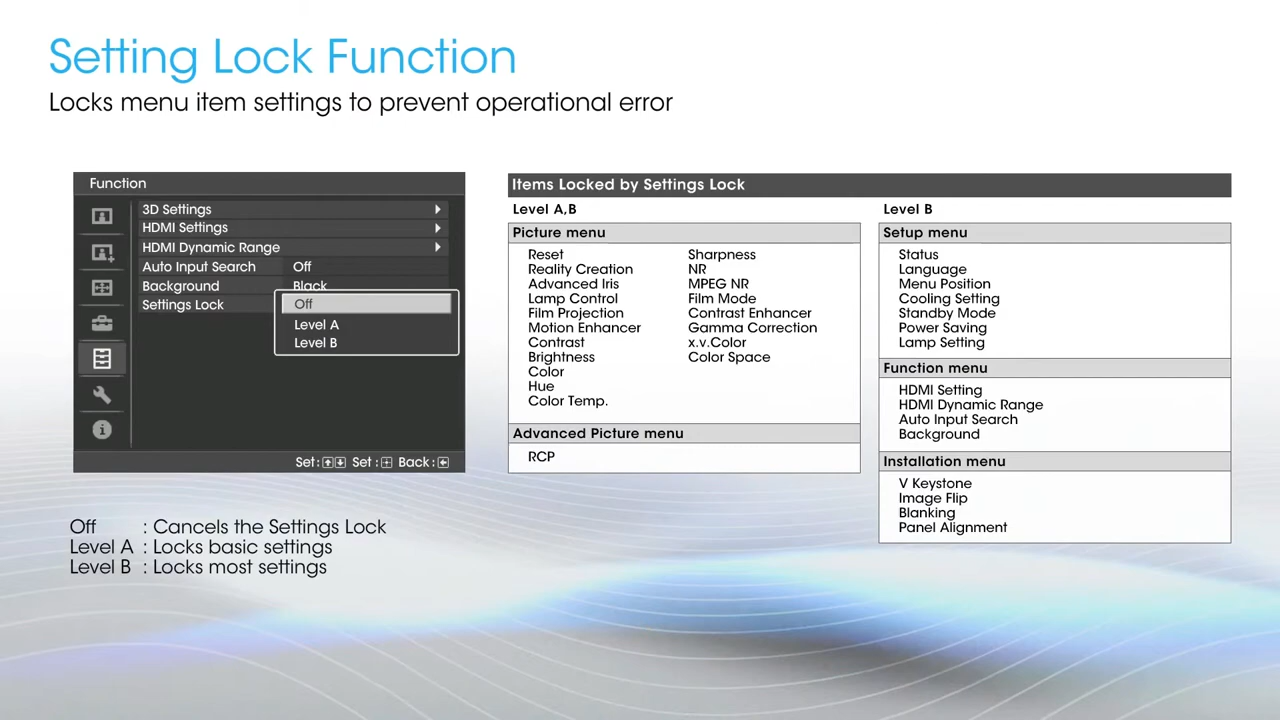 Setting Lock Function
Locks menu item settings to prevent operational error
Function
3D Settings
HDMI Settings
HDMI Dynamic Range
Auto Input Search Off
Background Black
Settings Lock
Off
Level A
Level B
Set: Set: Back:
Off : Cancels the Settings Lock
Level A : Locks basic settings
Level B : Locks most settings
Items Locked by Settings Lock
Level A,B
Picture menu
Reset
Reality Creation
Advanced Iris
Lamp Control
Film Projection
Motion Enhancer
Contrast
Brightness
Color
Hue
Color Temp.
Sharpness
NR
MPEG NR
Film Mode
Contrast Enhancer
Gamma Correction
x.v.Color
Color Space
Advanced Picture menu
RCP
Level B
Setup menu
Status
Language
Menu Position
Cooling Setting
Standby Mode
Power Saving
Lamp Setting
Function menu
HDMI Setting
HDMI Dynamic Range
Auto Input Search
Background
Installation menu
V Keystone
Image Flip
Blanking
Panel Alignment